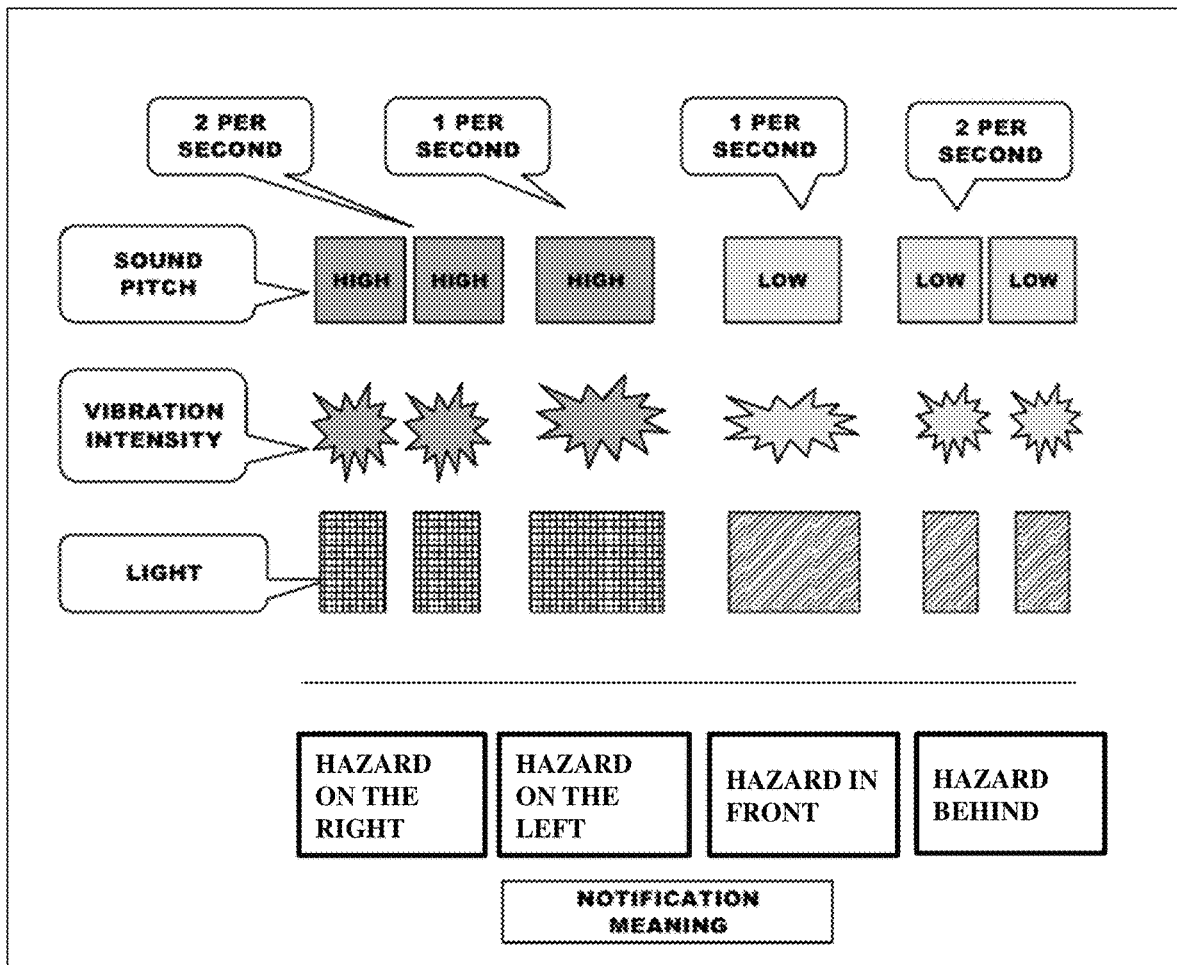 2 PER
SECOND
1 PER
SECOND
1 PER
SECOND
2 PER
SECOND
SOUND
PITCH
HIGH
HIGH
HIGH
LOW
LOW
LOW
VIBRATION
INTENSITY
LIGHT
HAZARD
ON THE
RIGHT
HAZARD
ON THE
LEFT
HAZARD IN
FRONT
HAZARD
BEHIND
NOTIFICATION
MEANING